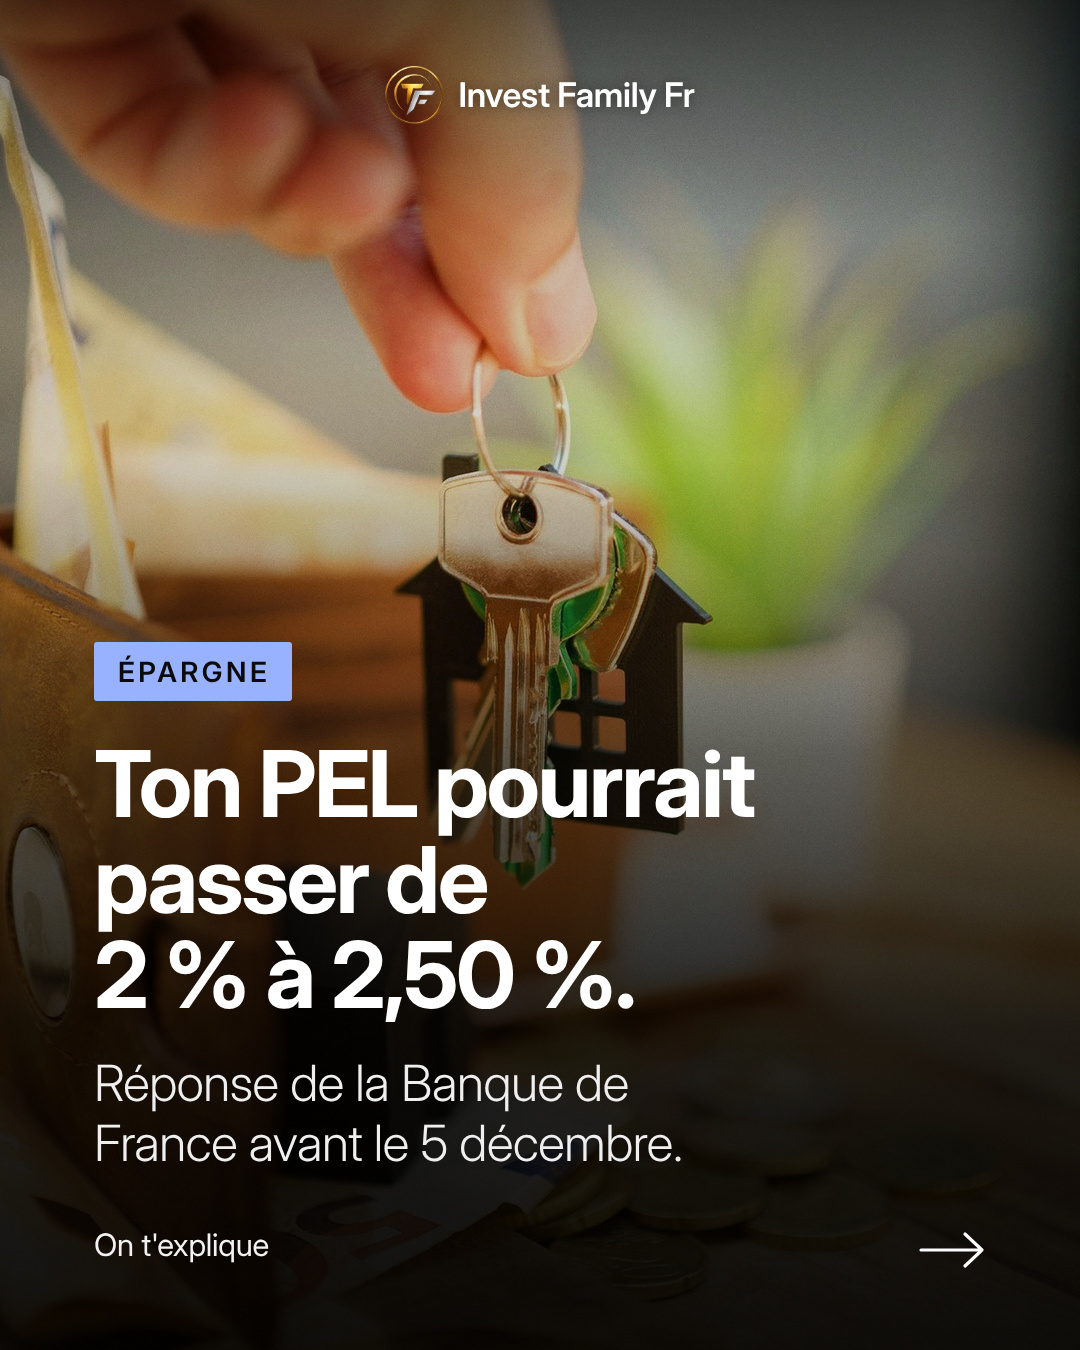 Invest Family Fr
ÉPARGNE
Ton PEL pourrait
passer de
2 % à 2,50 %.
Réponse de la Banque de
France avant le 5 décembre.
On t'explique